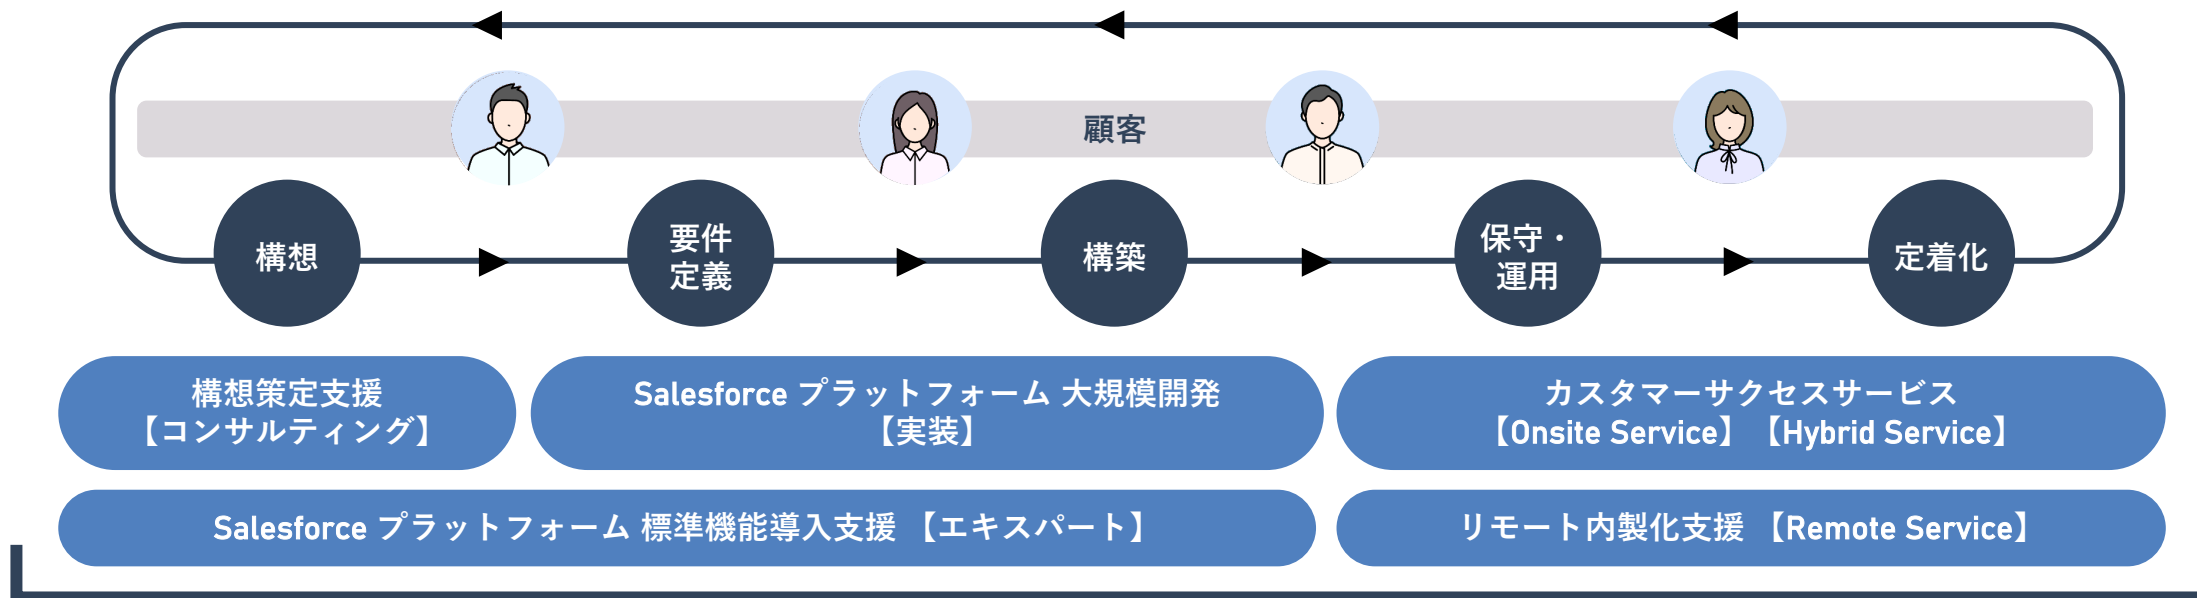 顧客
構想
要件
定義
構築
保守・
運用
定着化
構想策定支援
【コンサルティング】
Salesforce プラットフォーム 大規模開発
【実装】
カスタマーサクセスサービス
【Onsite Service】【Hybrid Service】
Salesforce プラットフォーム 標準機能導入支援 【エキスパート】
リモート内製化支援 【Remote Service】